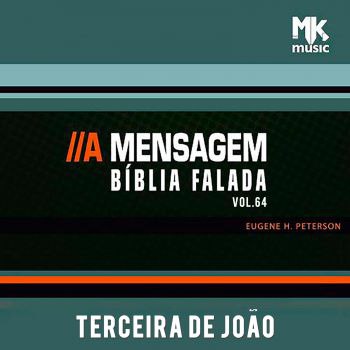 MK
music
//A MENSAGEM
BÍBLIA FALADA
VOL.64
EUGENE H. PETERSON
TERCEIRA DE JOÃO